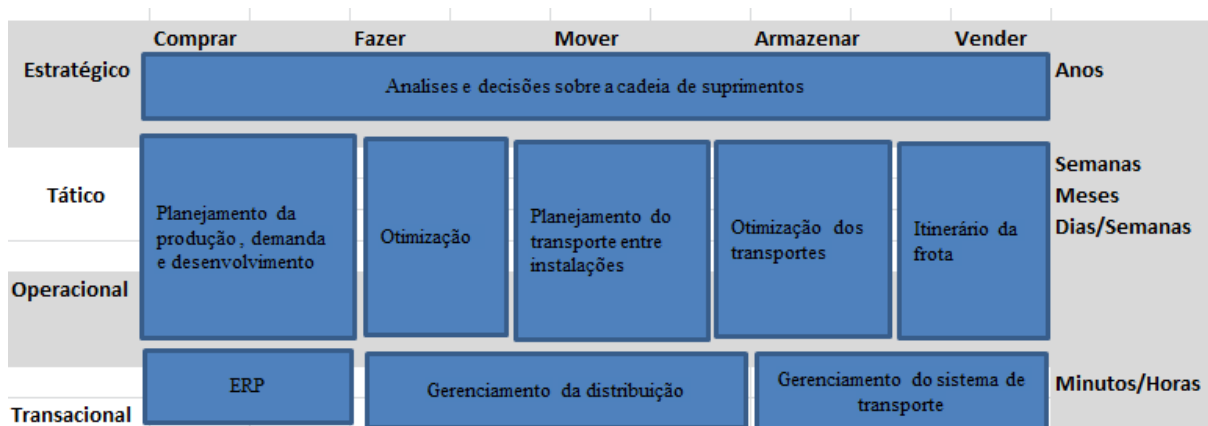 Comprar Fazer Mover Armazenar Vender
Estratégico
Analises e decisões sobre a cadeia de suprimentos
Anos
Tático
Planejamento da
produção , demanda
e desenvolvimento
Otimização
Planejamento do
transporte entre
instalações
Otimização dos
transportes
Itinerário da
frota
Semanas
Meses
Dias/Semanas
Operacional
ERP
Gerenciamento da distribuição
Gerenciamento do sistema de
transporte
Minutos/Horas
Transacional